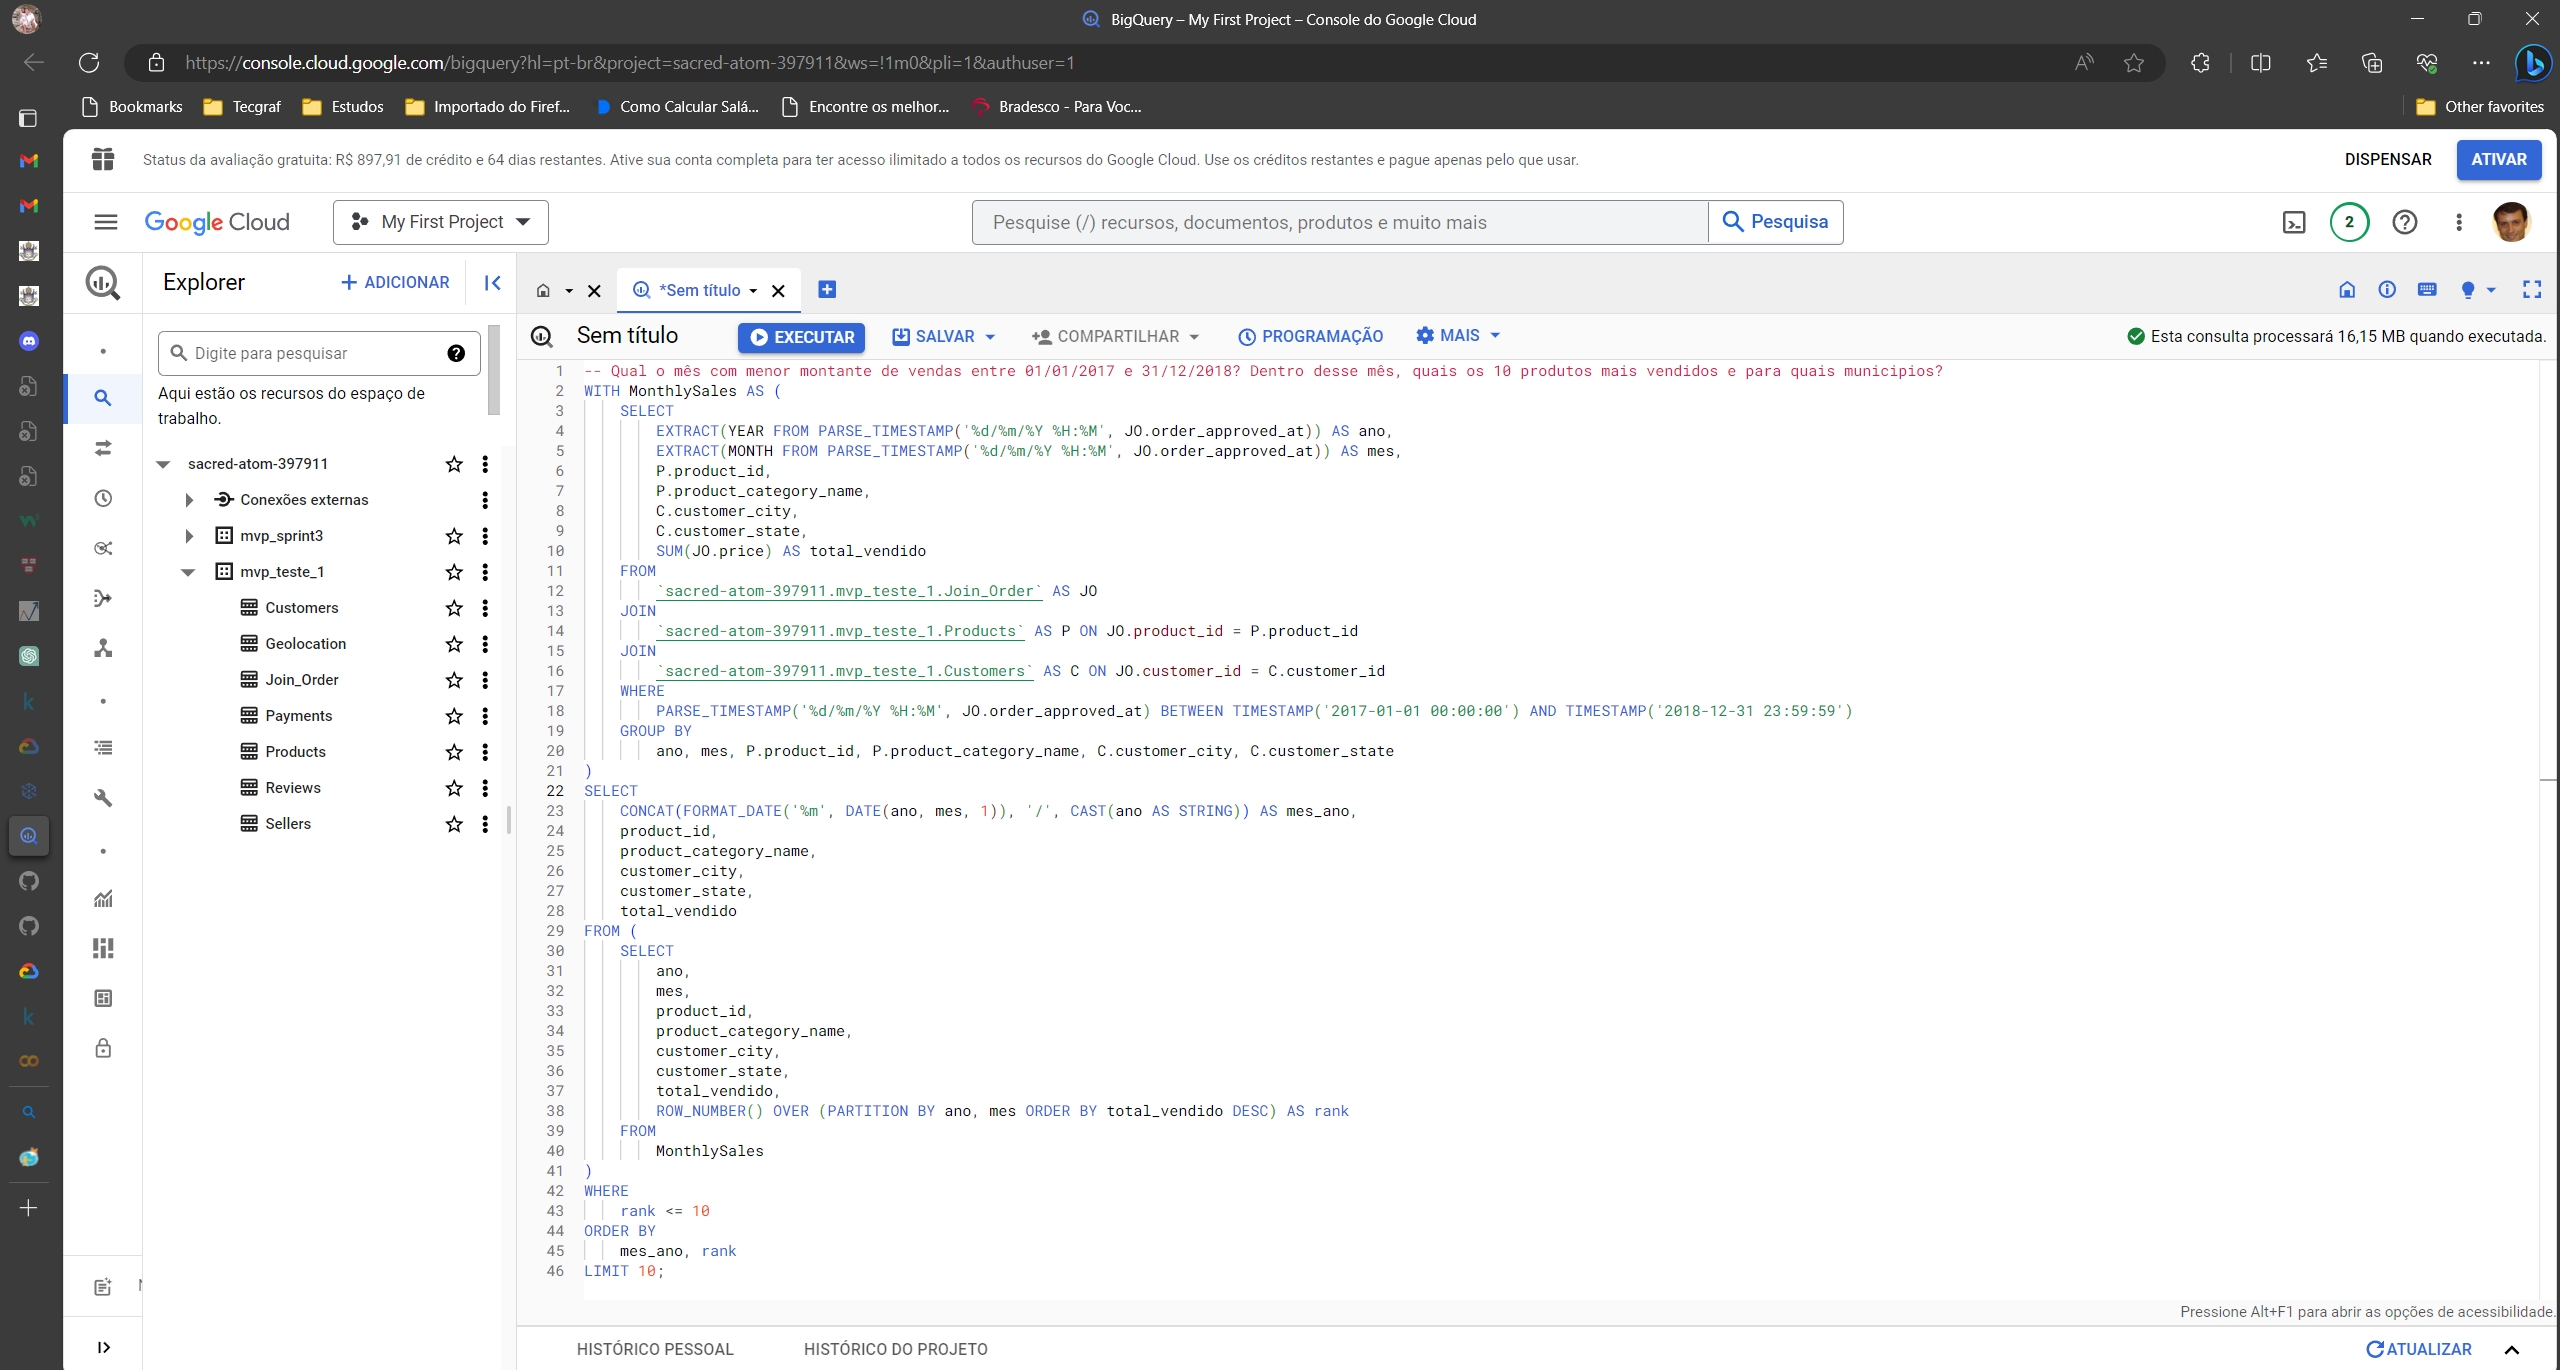 BigQuery – My First Project – Console do Google Cloud
https://console.cloud.google.com/bigquery?hl=pt-br&project=sacred-atom-397911&ws=!1m0&pli=1&authuser=1
Bookmarks Tecgraf Estudos Importado do Firef... Como Calcular Salá... Encontre os melhor... Bradesco - Para Voc... Other favorites
Status da avaliação gratuita: R$ 897,91 de crédito e 64 dias restantes. Ative sua conta completa para ter acesso ilimitado a todos os recursos do Google Cloud. Use os créditos restantes e pague apenas pelo que usar. DISPENSAR ATIVAR
Google Cloud My First Project Pesquise (/) recursos, documentos, produtos e muito mais Pesquisa 2
Explorer + ADICIONAR
*Sem título
Digite para pesquisar
Aqui estão os recursos do espaço de
trabalho.
sacred-atom-397911
Conexões externas
mvp_sprint3
mvp_teste_1
Customers
Geolocation
Join_Order
Payments
Products
Reviews
Sellers
Sem título EXECUTAR SALVAR COMPARTILHAR PROGRAMAÇÃO MAIS Esta consulta processará 16,15 MB quando executada.
1 -- Qual o mês com menor montante de vendas entre 01/01/2017 e 31/12/2018? Dentro desse mês, quais os 10 produtos mais vendidos e para quais municipios?
2 WITH MonthlySales AS (
3 SELECT
4 EXTRACT(YEAR FROM PARSE_TIMESTAMP('%d/%m/%Y %H:%M', JO.order_approved_at)) AS ano,
5 EXTRACT(MONTH FROM PARSE_TIMESTAMP('%d/%m/%Y %H:%M', JO.order_approved_at)) AS mes,
6 P.product_id,
7 P.product_category_name,
8 C.customer_city,
9 C.customer_state,
10 SUM(JO.price) AS total_vendido
11 FROM
12 `sacred-atom-397911.mvp_teste_1.Join_Order` AS JO
13 JOIN
14 `sacred-atom-397911.mvp_teste_1.Products` AS P ON JO.product_id = P.product_id
15 JOIN
16 `sacred-atom-397911.mvp_teste_1.Customers` AS C ON JO.customer_id = C.customer_id
17 WHERE
18 PARSE_TIMESTAMP('%d/%m/%Y %H:%M', JO.order_approved_at) BETWEEN TIMESTAMP('2017-01-01 00:00:00') AND TIMESTAMP('2018-12-31 23:59:59')
19 GROUP BY
20 ano, mes, P.product_id, P.product_category_name, C.customer_city, C.customer_state
21 )
22 SELECT
23 CONCAT(FORMAT_DATE('%m', DATE(ano, mes, 1)), '/', CAST(ano AS STRING)) AS mes_ano,
24 product_id,
25 product_category_name,
26 customer_city,
27 customer_state,
28 total_vendido
29 FROM (
30 SELECT
31 ano,
32 mes,
33 product_id,
34 product_category_name,
35 customer_city,
36 customer_state,
37 total_vendido,
38 ROW_NUMBER() OVER (PARTITION BY ano, mes ORDER BY total_vendido DESC) AS rank
39 FROM
40 MonthlySales
41 )
42 WHERE
43 rank <= 10
44 ORDER BY
45 mes_ano, rank
46 LIMIT 10;
Pressione Alt+F1 para abrir as opções de acessibilidade.
HISTÓRICO PESSOAL HISTÓRICO DO PROJETO ATUALIZAR